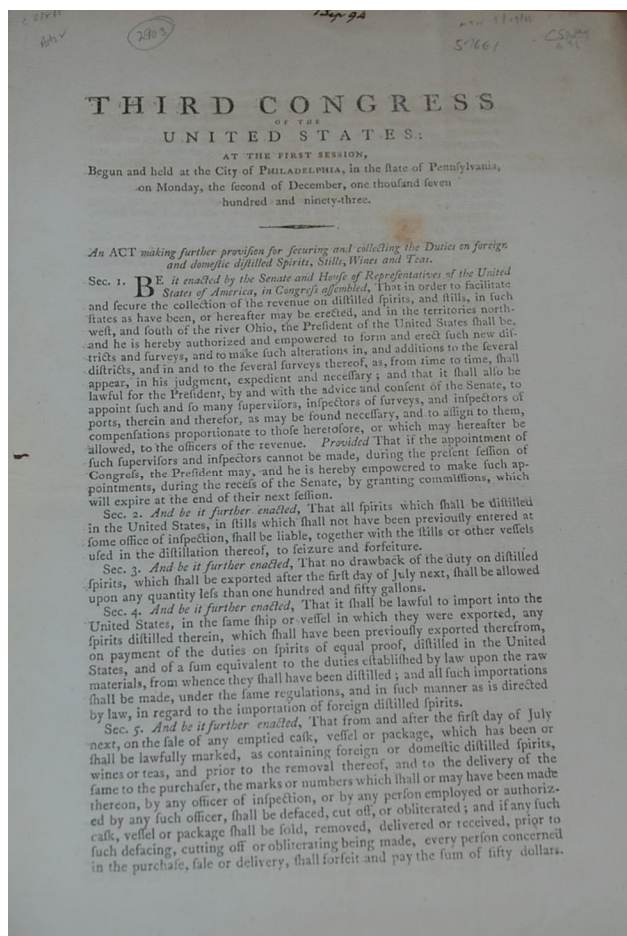 2903
THIRD CONGRESS
OF THE
UNITED STATES:
AT THE FIRST SESSION,
Begun and held at the City of PHILADELPHIA, in the ſtate of Pennſylvania,
on Monday, the ſecond of December, one thouſand ſeven
hundred and ninety-three.
An ACT making further proviſion for ſecuring and collecting the Duties on foreign
and domeſtic diſtilled Spirits, Stills, Wines and Teas.
Sec. 1. BE it enacted by the Senate and Houſe of Repreſentatives of the United
States of America, in Congreſs aſſembled, That in order to facilitate
and ſecure the collection of the revenue on diſtilled ſpirits, and ſtills, in ſuch
ſtates as have been, or hereafter may be erected, and in the territories north-
weſt, and ſouth of the river Ohio, the Preſident of the United States ſhall be,
and he is hereby authorized and empowered to form and erect ſuch new diſ-
tricts and ſurveys, and to make ſuch alterations in, and additions to the ſeveral
diſtricts, and in and to the ſeveral ſurveys thereof, as, from time to time, ſhall
appear, in his judgment, expedient and neceſſary; and that it ſhall alſo be
lawful for the Preſident, by and with the advice and conſent of the Senate, to
appoint ſuch and ſo many ſuperviſors, inſpectors of ſurveys, and inſpectors of
ports, therein and therefor, as may be found neceſſary, and to aſſign to them,
compenſations proportionate to thoſe heretofore, or which may hereafter be
allowed, to the officers of the revenue. Provided That if the appointment of
ſuch ſuperviſors and inſpectors cannot be made, during the preſent ſeſſion of
Congreſs, the Preſident may, and he is hereby empowered to make ſuch ap-
pointments, during the receſs of the Senate, by granting commiſſions, which
will expire at the end of their next ſeſſion.
Sec. 2. And be it further enacted, That all ſpirits which ſhall be diſtilled
in the United States, in ſtills which ſhall not have been previouſly entered at
ſome office of inſpection, ſhall be liable, together with the ſtills or other veſſels
uſed in the diſtillation thereof, to ſeizure and forfeiture.
Sec. 3. And be it further enacted, That no drawback of the duty on diſtilled
ſpirits, which ſhall be exported after the firſt day of July next, ſhall be allowed
upon any quantity leſs than one hundred and fifty gallons.
Sec. 4. And be it further enacted, That it ſhall be lawful to import into the
United States, in the ſame ſhip or veſſel in which they were exported, any
ſpirits diſtilled therein, which ſhall have been previouſly exported therefrom,
on payment of the duties on ſpirits of equal proof, diſtilled in the United
States, and of a ſum equivalent to the duties eſtabliſhed by law upon the raw
materials, from whence they ſhall have been diſtilled; and all ſuch importations
ſhall be made, under the ſame regulations, and in ſuch manner as is directed
by law, in regard to the importation of foreign diſtilled ſpirits.
Sec. 5. And be it further enacted, That from and after the firſt day of July
next, on the ſale of any emptied caſk, veſſel or package, which has been or
ſhall be lawfully marked, as containing foreign or domeſtic diſtilled ſpirits,
wines or teas, and prior to the removal thereof, and to the delivery of the
ſame to the purchaſer, the marks or numbers which ſhall or may have been made
thereon, by any officer of inſpection, or by any perſon employed or authoriz-
ed by any ſuch officer, ſhall be defaced, cut off, or obliterated; and if any ſuch
caſk, veſſel or package ſhall be ſold, removed, delivered or received, prior to
ſuch defacing, cutting off or obliterating being made, every perſon concerned
in the purchaſe, ſale or delivery, ſhall forfeit and pay the ſum of fifty dollars.